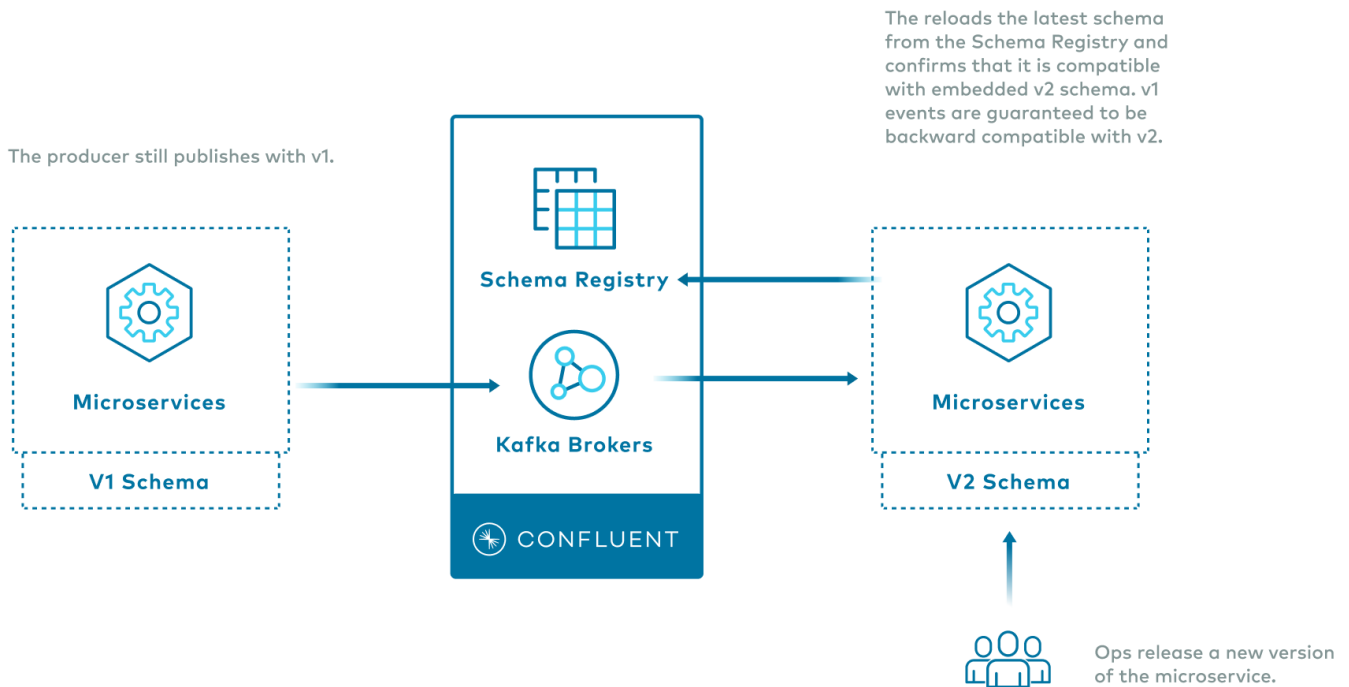 The reloads the latest schema
from the Schema Registry and
confirms that it is compatible
with embedded v2 schema. v1
events are guaranteed to be
backward compatible with v2.
The producer still publishes with v1.
Schema Registry
Microservices
Kafka Brokers
Microservices
V1 Schema
V2 Schema
CONFLUENT
Ops release a new version
of the microservice.